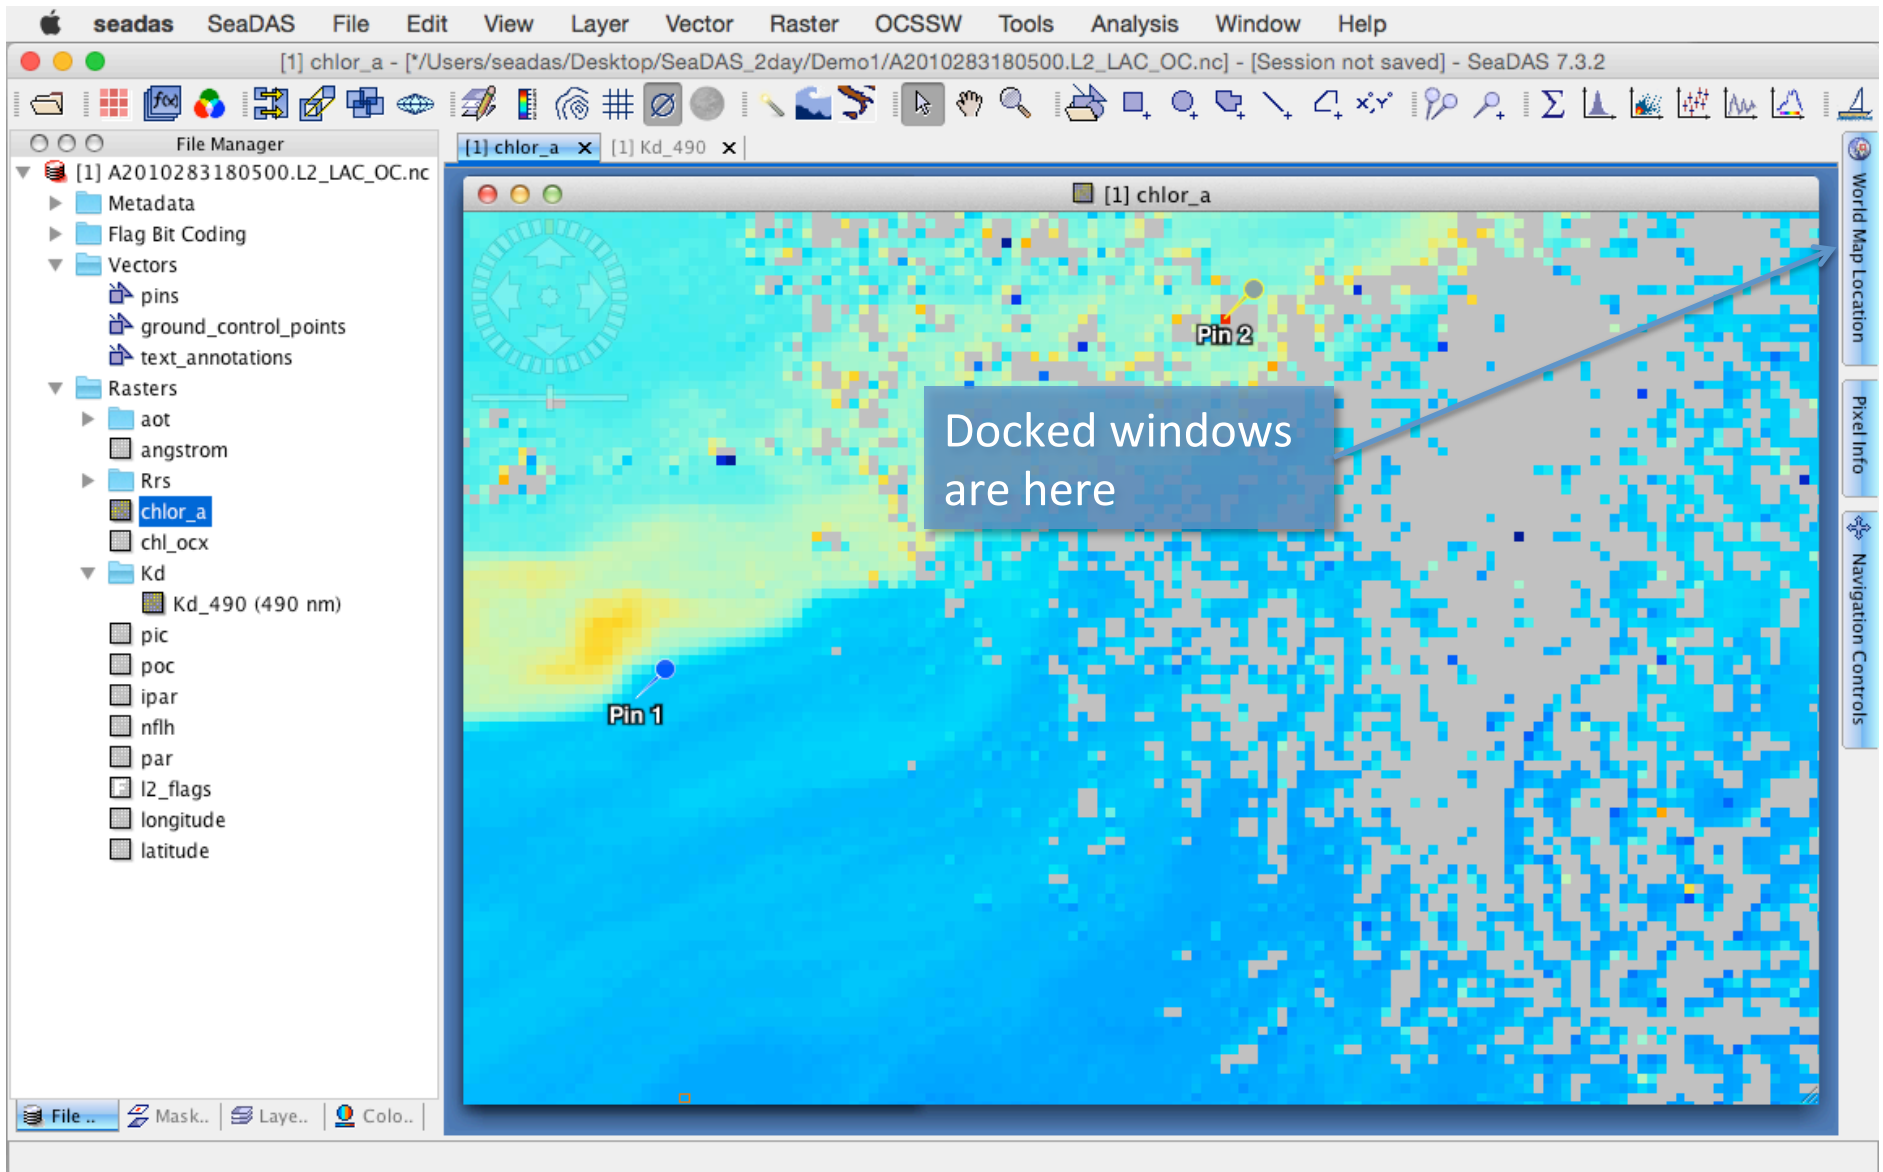 seadas SeaDAS File Edit View Layer Vector Raster OCSSW Tools Analysis Window Help
[1] chlor_a - [*/Users/seadas/Desktop/SeaDAS_2day/Demo1/A2010283180500.L2_LAC_OC.nc] - [Session not saved] - SeaDAS 7.3.2
File Manager
[1] A2010283180500.L2_LAC_OC.nc
Metadata
Flag Bit Coding
Vectors
pins
ground_control_points
text_annotations
Rasters
aot
angstrom
Rrs
chlor_a
chl_ocx
Kd
Kd_490 (490 nm)
pic
poc
ipar
nflh
par
l2_flags
longitude
latitude
File .. Mask.. Laye.. Colo..
[1] chlor_a [1] Kd_490
[1] chlor_a
Pin 2
Docked windows
are here
Pin 1
World Map Location
Pixel Info
Navigation Controls